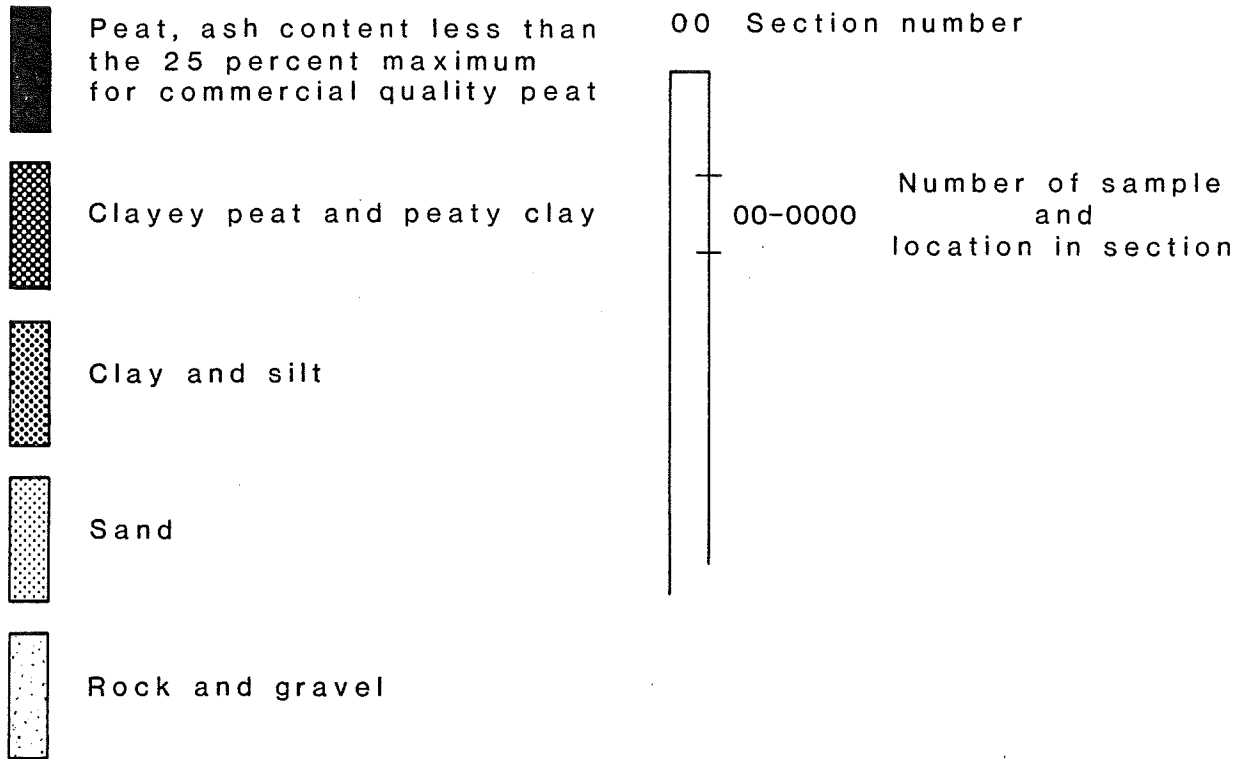 Peat, ash content less than
the 25 percent maximum
for commercial quality peat
Clayey peat and peaty clay
Clay and silt
Sand
Rock and gravel
00 Section number
00-0000
Number of sample
and
location in section